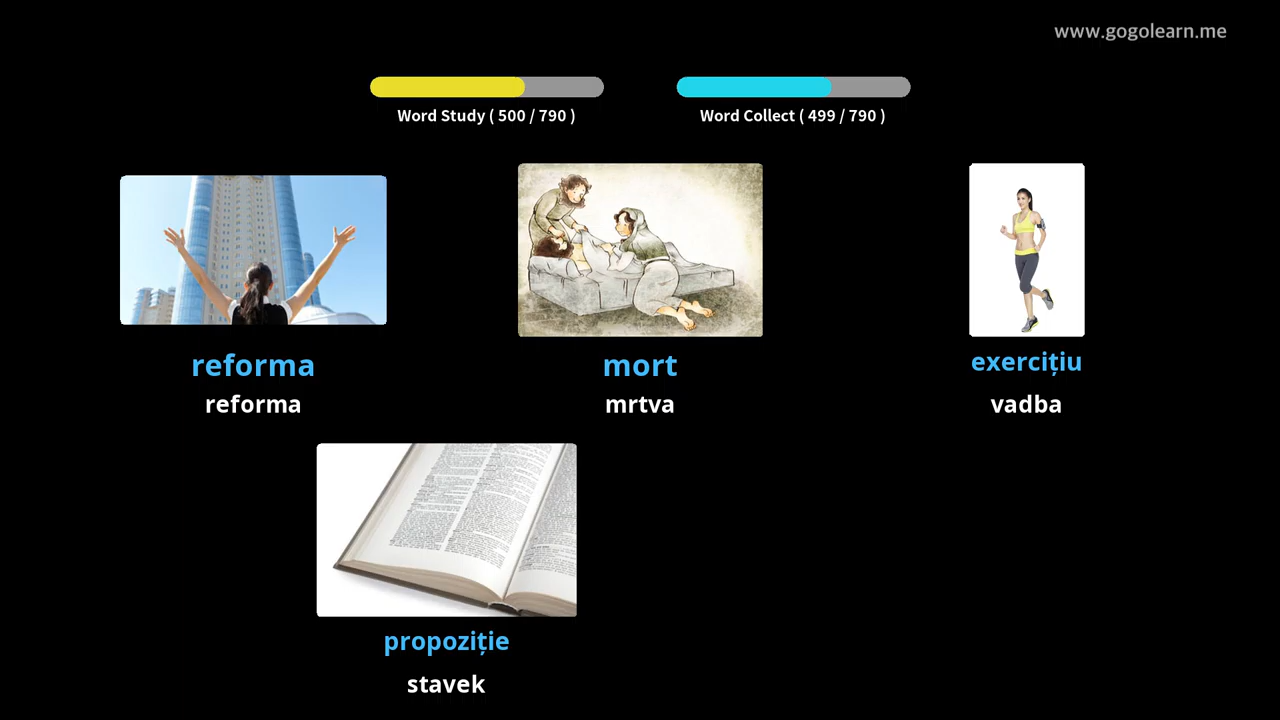 www.gogolearn.me
Word Study ( 500 / 790 )
Word Collect ( 499 / 790 )
reforma
reforma
mort
mrtva
exercițiu
vadba
propoziție
stavek